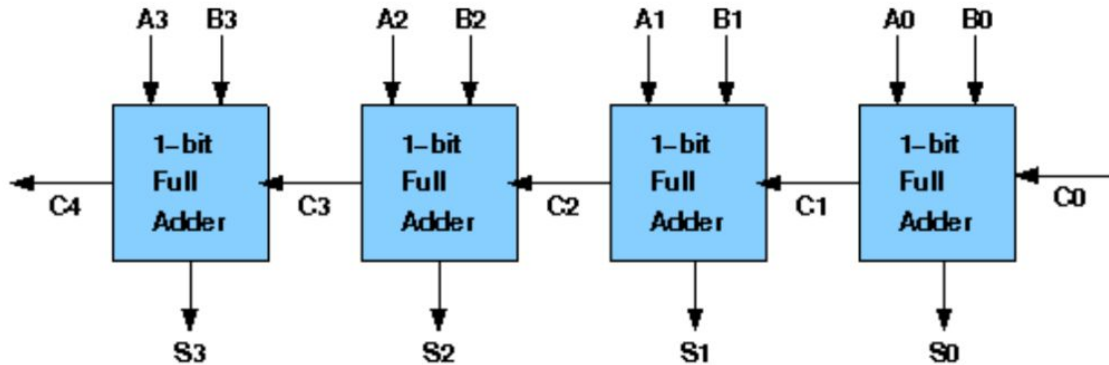 A3 B3 A2 B2 A1 B1 A0 B0
1-bit 1-bit 1-bit 1-bit
Full Full Full Full
C4 C3 C2 C1 C0
Adder Adder Adder Adder
S3 S2 S1 S0